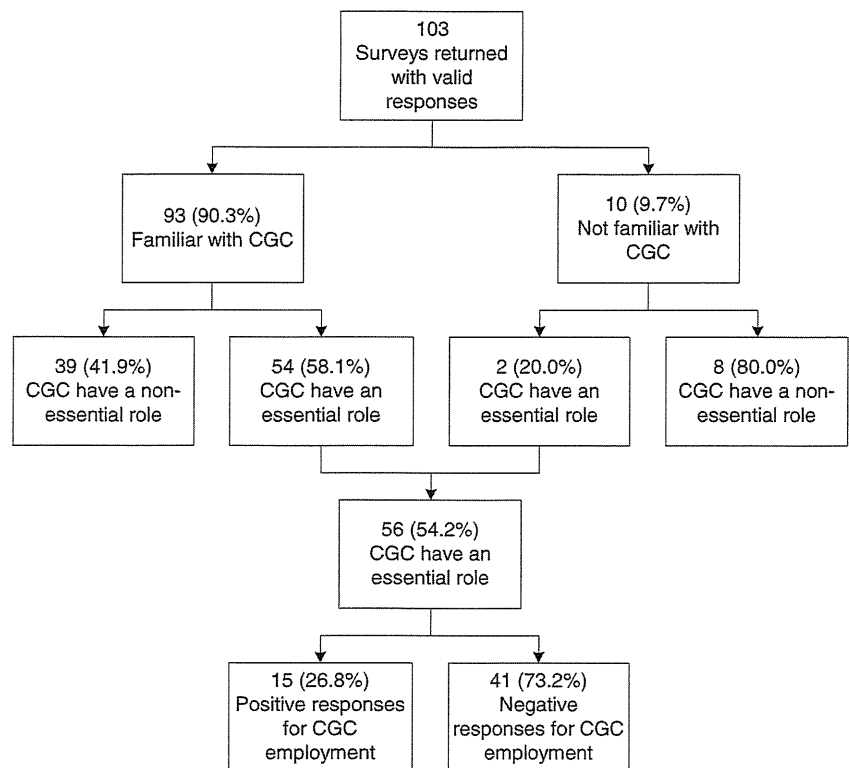 103
Surveys returned
with valid
responses
93 (90.3%)
Familiar with CGC
10 (9.7%)
Not familiar with
CGC
39 (41.9%)
CGC have a non-
essential role
54 (58.1%)
CGC have an
essential role
2 (20.0%)
CGC have an
essential role
8 (80.0%)
CGC have a non-
essential role
56 (54.2%)
CGC have an
essential role
15 (26.8%)
Positive responses
for CGC
employment
41 (73.2%)
Negative
responses for CGC
employment